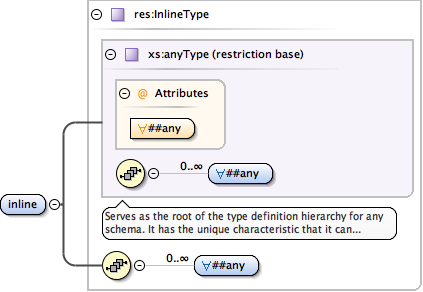 res:InlineType
xs:anyType (restriction base)
@ Attributes
∀##any
0..∞
∀##any
Serves as the root of the type definition hierarchy for any
schema. It has the unique characteristic that it can...
inline
0..∞
∀##any